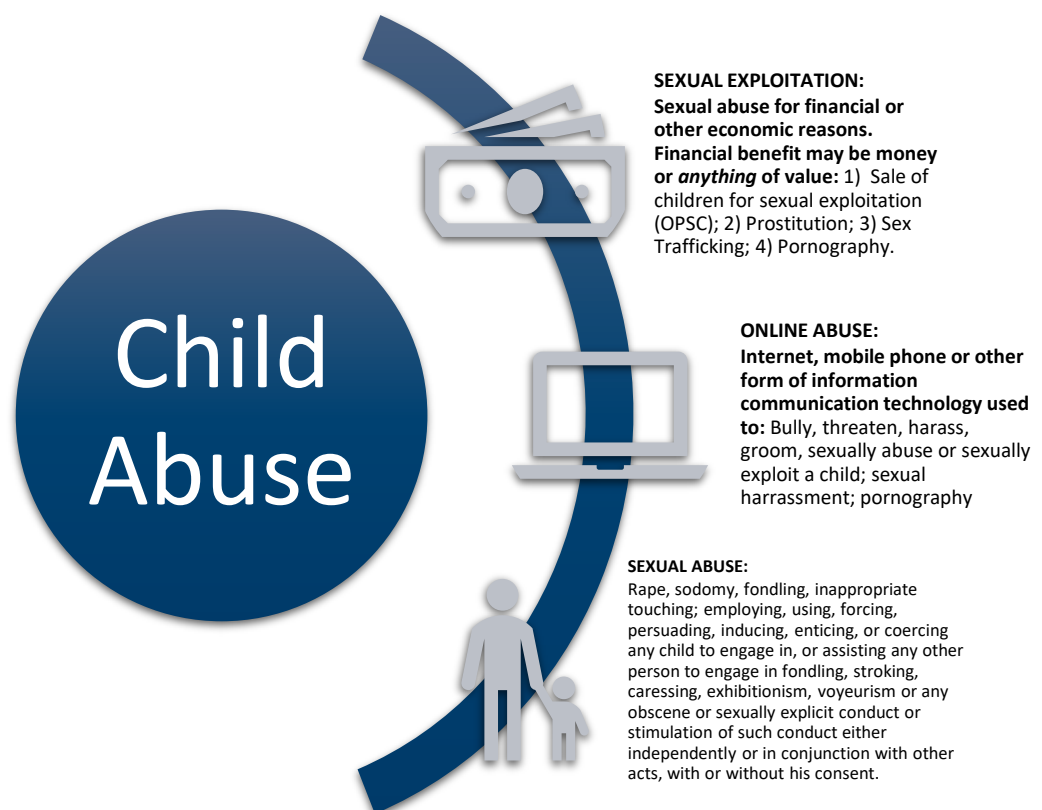 Child
Abuse
SEXUAL EXPLOITATION:
Sexual abuse for financial or
other economic reasons.
Financial benefit may be money
or anything of value: 1) Sale of
children for sexual exploitation
(OPSC); 2) Prostitution; 3) Sex
Trafficking; 4) Pornography.
ONLINE ABUSE:
Internet, mobile phone or other
form of information
communication technology used
to: Bully, threaten, harass,
groom, sexually abuse or sexually
exploit a child; sexual
harrassment; pornography
SEXUAL ABUSE:
Rape, sodomy, fondling, inappropriate
touching; employing, using, forcing,
persuading, inducing, enticing, or coercing
any child to engage in, or assisting any other
person to engage in fondling, stroking,
caressing, exhibitionism, voyeurism or any
obscene or sexually explicit conduct or
stimulation of such conduct either
independently or in conjunction with other
acts, with or without his consent.